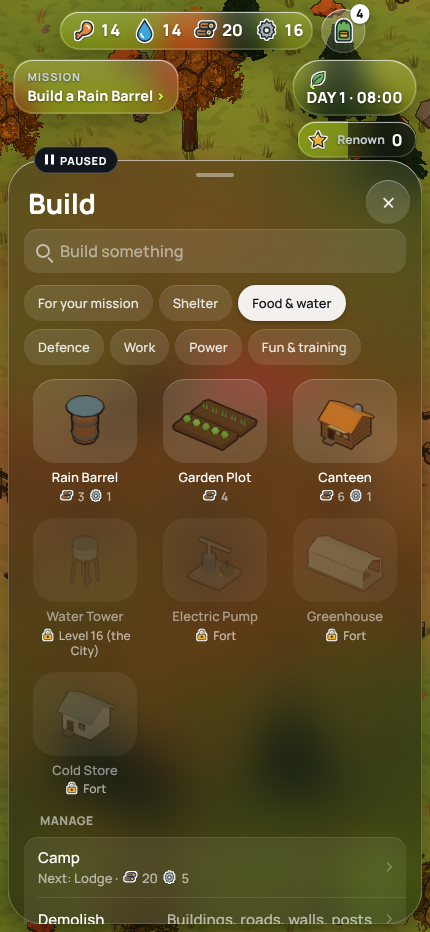 14 14 20 16 4
MISSION
Build a Rain Barrel ›
DAY 1 · 08:00
Renown 0
PAUSED
Build
Build something
For your mission Shelter Food & water
Defence Work Power Fun & training
Rain Barrel Garden Plot Canteen
3 1 4 6 1
Water Tower Electric Pump Greenhouse
Level 16 (the Fort Fort
City)
Cold Store
Fort
MANAGE
Camp
Next: Lodge · 20 5
Demolish Buildings, roads, walls, posts